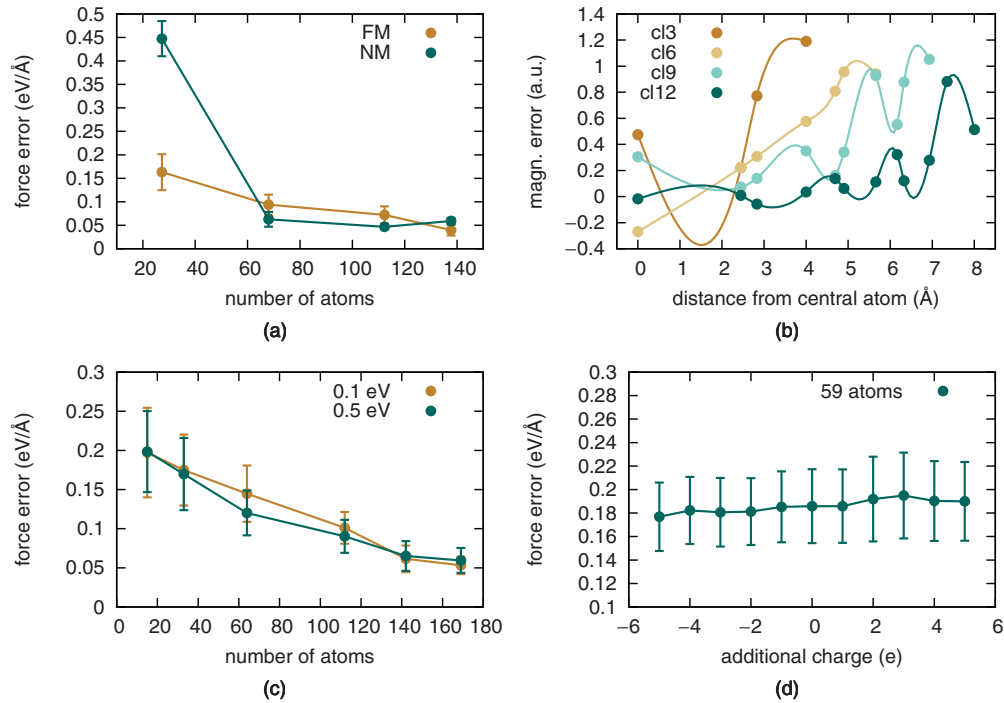 0.5
0.45
0.4
0.35
0.3
0.25
0.2
0.15
0.1
0.05
0
force error (eV/Å)
FM
NM
20 40 60 80 100 120 140
number of atoms
(a)
1.4
1.2
1
0.8
0.6
0.4
0.2
0
−0.2
−0.4
magn. error (a.u.)
cl3
cl6
cl9
cl12
0 1 2 3 4 5 6 7 8
distance from central atom (Å)
(b)
0.3
0.25
0.2
0.15
0.1
0.05
0
force error (eV/Å)
0.1 eV
0.5 eV
0 20 40 60 80 100 120 140 160 180
number of atoms
(c)
0.3
0.28
0.26
0.24
0.22
0.2
0.18
0.16
0.14
0.12
0.1
force error (eV/Å)
59 atoms
−6 −4 −2 0 2 4 6
additional charge (e)
(d)